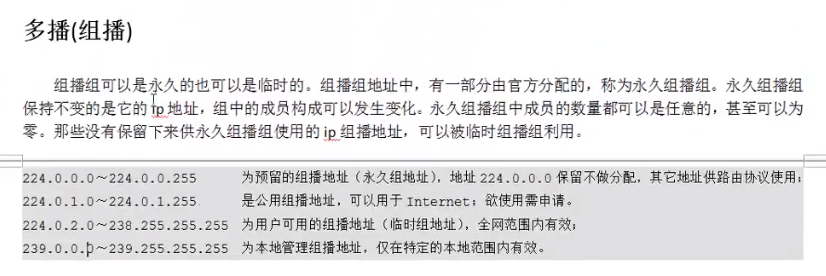 多播(组播)
组播组可以是永久的也可以是临时的。组播组地址中，有一部分由官方分配的，称为永久组播组。永久组播组
保持不变的是它的 ip 地址，组中的成员构成可以发生变化。永久组播组中成员的数量都可以是任意的，甚至可以为
零。那些没有保留下来供永久组播组使用的 ip 组播地址，可以被临时组播组利用。
224.0.0.0～224.0.0.255 为预留的组播地址（永久组地址），地址 224.0.0.0 保留不做分配，其它地址供路由协议使用；
224.0.1.0～224.0.1.255 是公用组播地址，可以用于 Internet；欲使用需申请。
224.0.2.0～238.255.255.255 为用户可用的组播地址（临时组地址），全网范围内有效；
239.0.0.0～239.255.255.255 为本地管理组播地址，仅在特定的本地范围内有效。